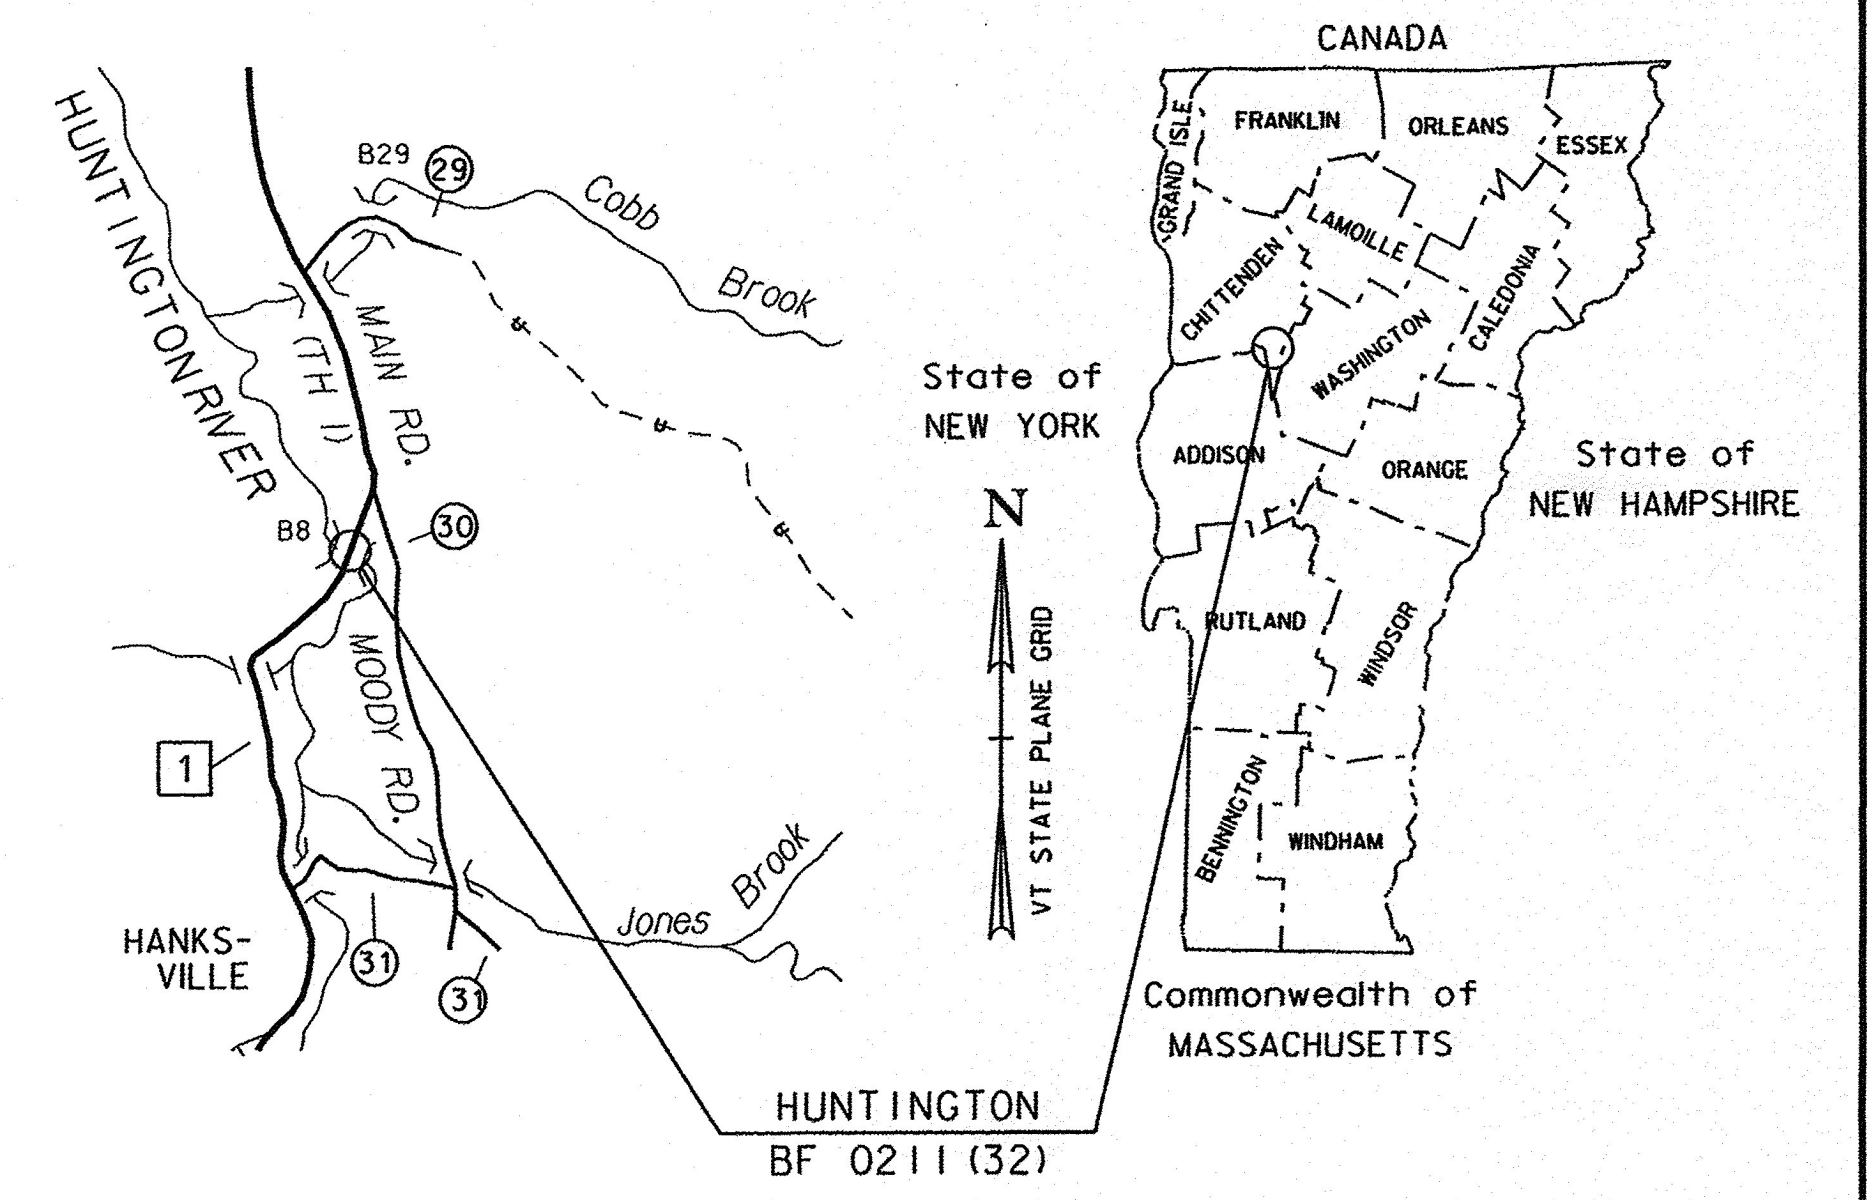 HUNTINGTON RIVER
B29
29
Cobb
Brook
MAIN RD.
(TH 1)
B8
30
MOODY RD.
1
HANKS-
VILLE
31
31
Jones
Brook
N
VT STATE PLANE GRID
CANADA
GRAND ISLE
FRANKLIN
ORLEANS
ESSEX
LAMOILLE
CHITTENDEN
CALEDONIA
WASHINGTON
State of
NEW YORK
ADDISON
ORANGE
State of
NEW HAMPSHIRE
RUTLAND
WINDSOR
BENNINGTON
WINDHAM
Commonwealth of
MASSACHUSETTS
HUNTINGTON
BF 0211(32)